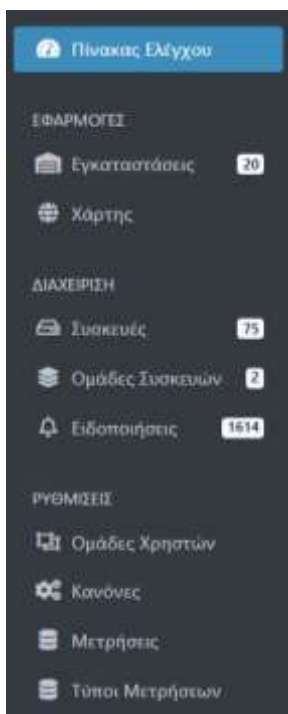 Πίνακας Ελέγχου
ΕΦΑΡΜΟΓΕΣ
Εγκαταστάσεις 20
Χάρτης
ΔΙΑΧΕΙΡΙΣΗ
Συσκευές 75
Ομάδες Συσκευών 2
Ειδοποιήσεις 1614
ΡΥΘΜΙΣΕΙΣ
Ομάδες Χρηστών
Κανόνες
Μετρήσεις
Τύποι Μετρήσεων